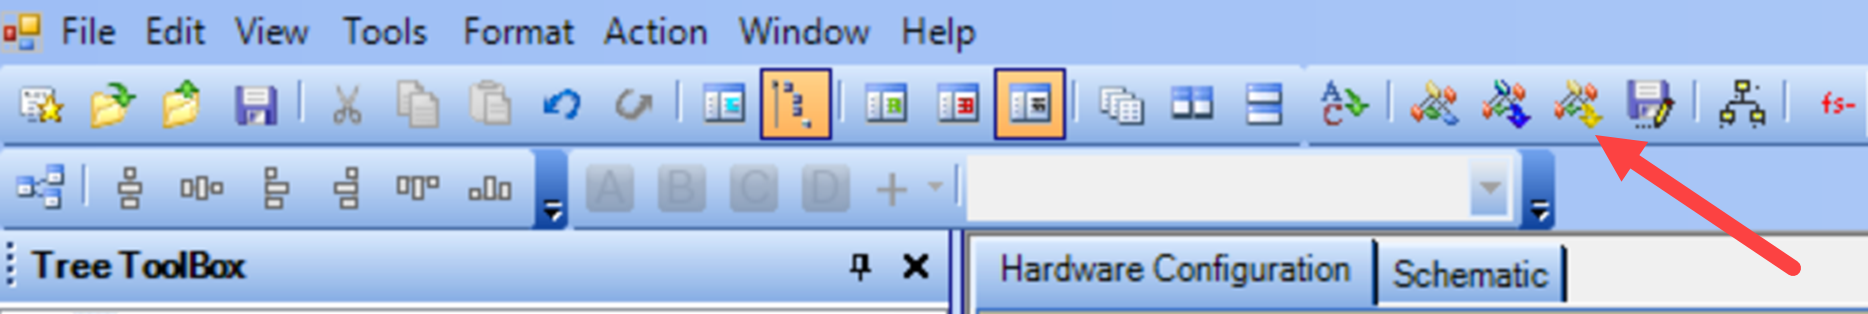 File Edit View Tools Format Action Window Help
A C fs-
A B C D
Tree ToolBox
Hardware Configuration Schematic